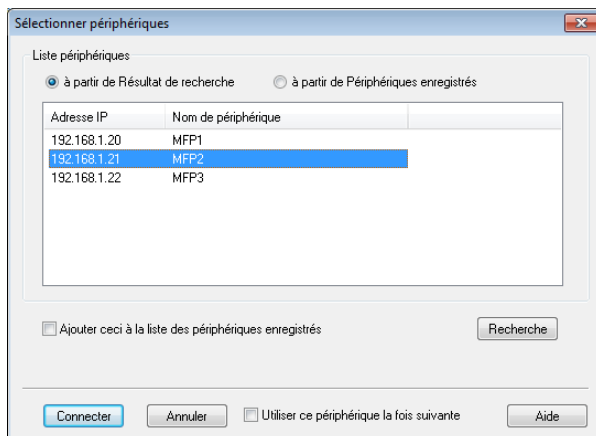 Sélectionner périphériques
Liste périphériques
à partir de Résultat de recherche à partir de Périphériques enregistrés
Adresse IP Nom de périphérique
192.168.1.20 MFP1
192.168.1.21 MFP2
192.168.1.22 MFP3
Ajouter ceci à la liste des périphériques enregistrés Recherche
Connecter Annuler Utiliser ce périphérique la fois suivante Aide